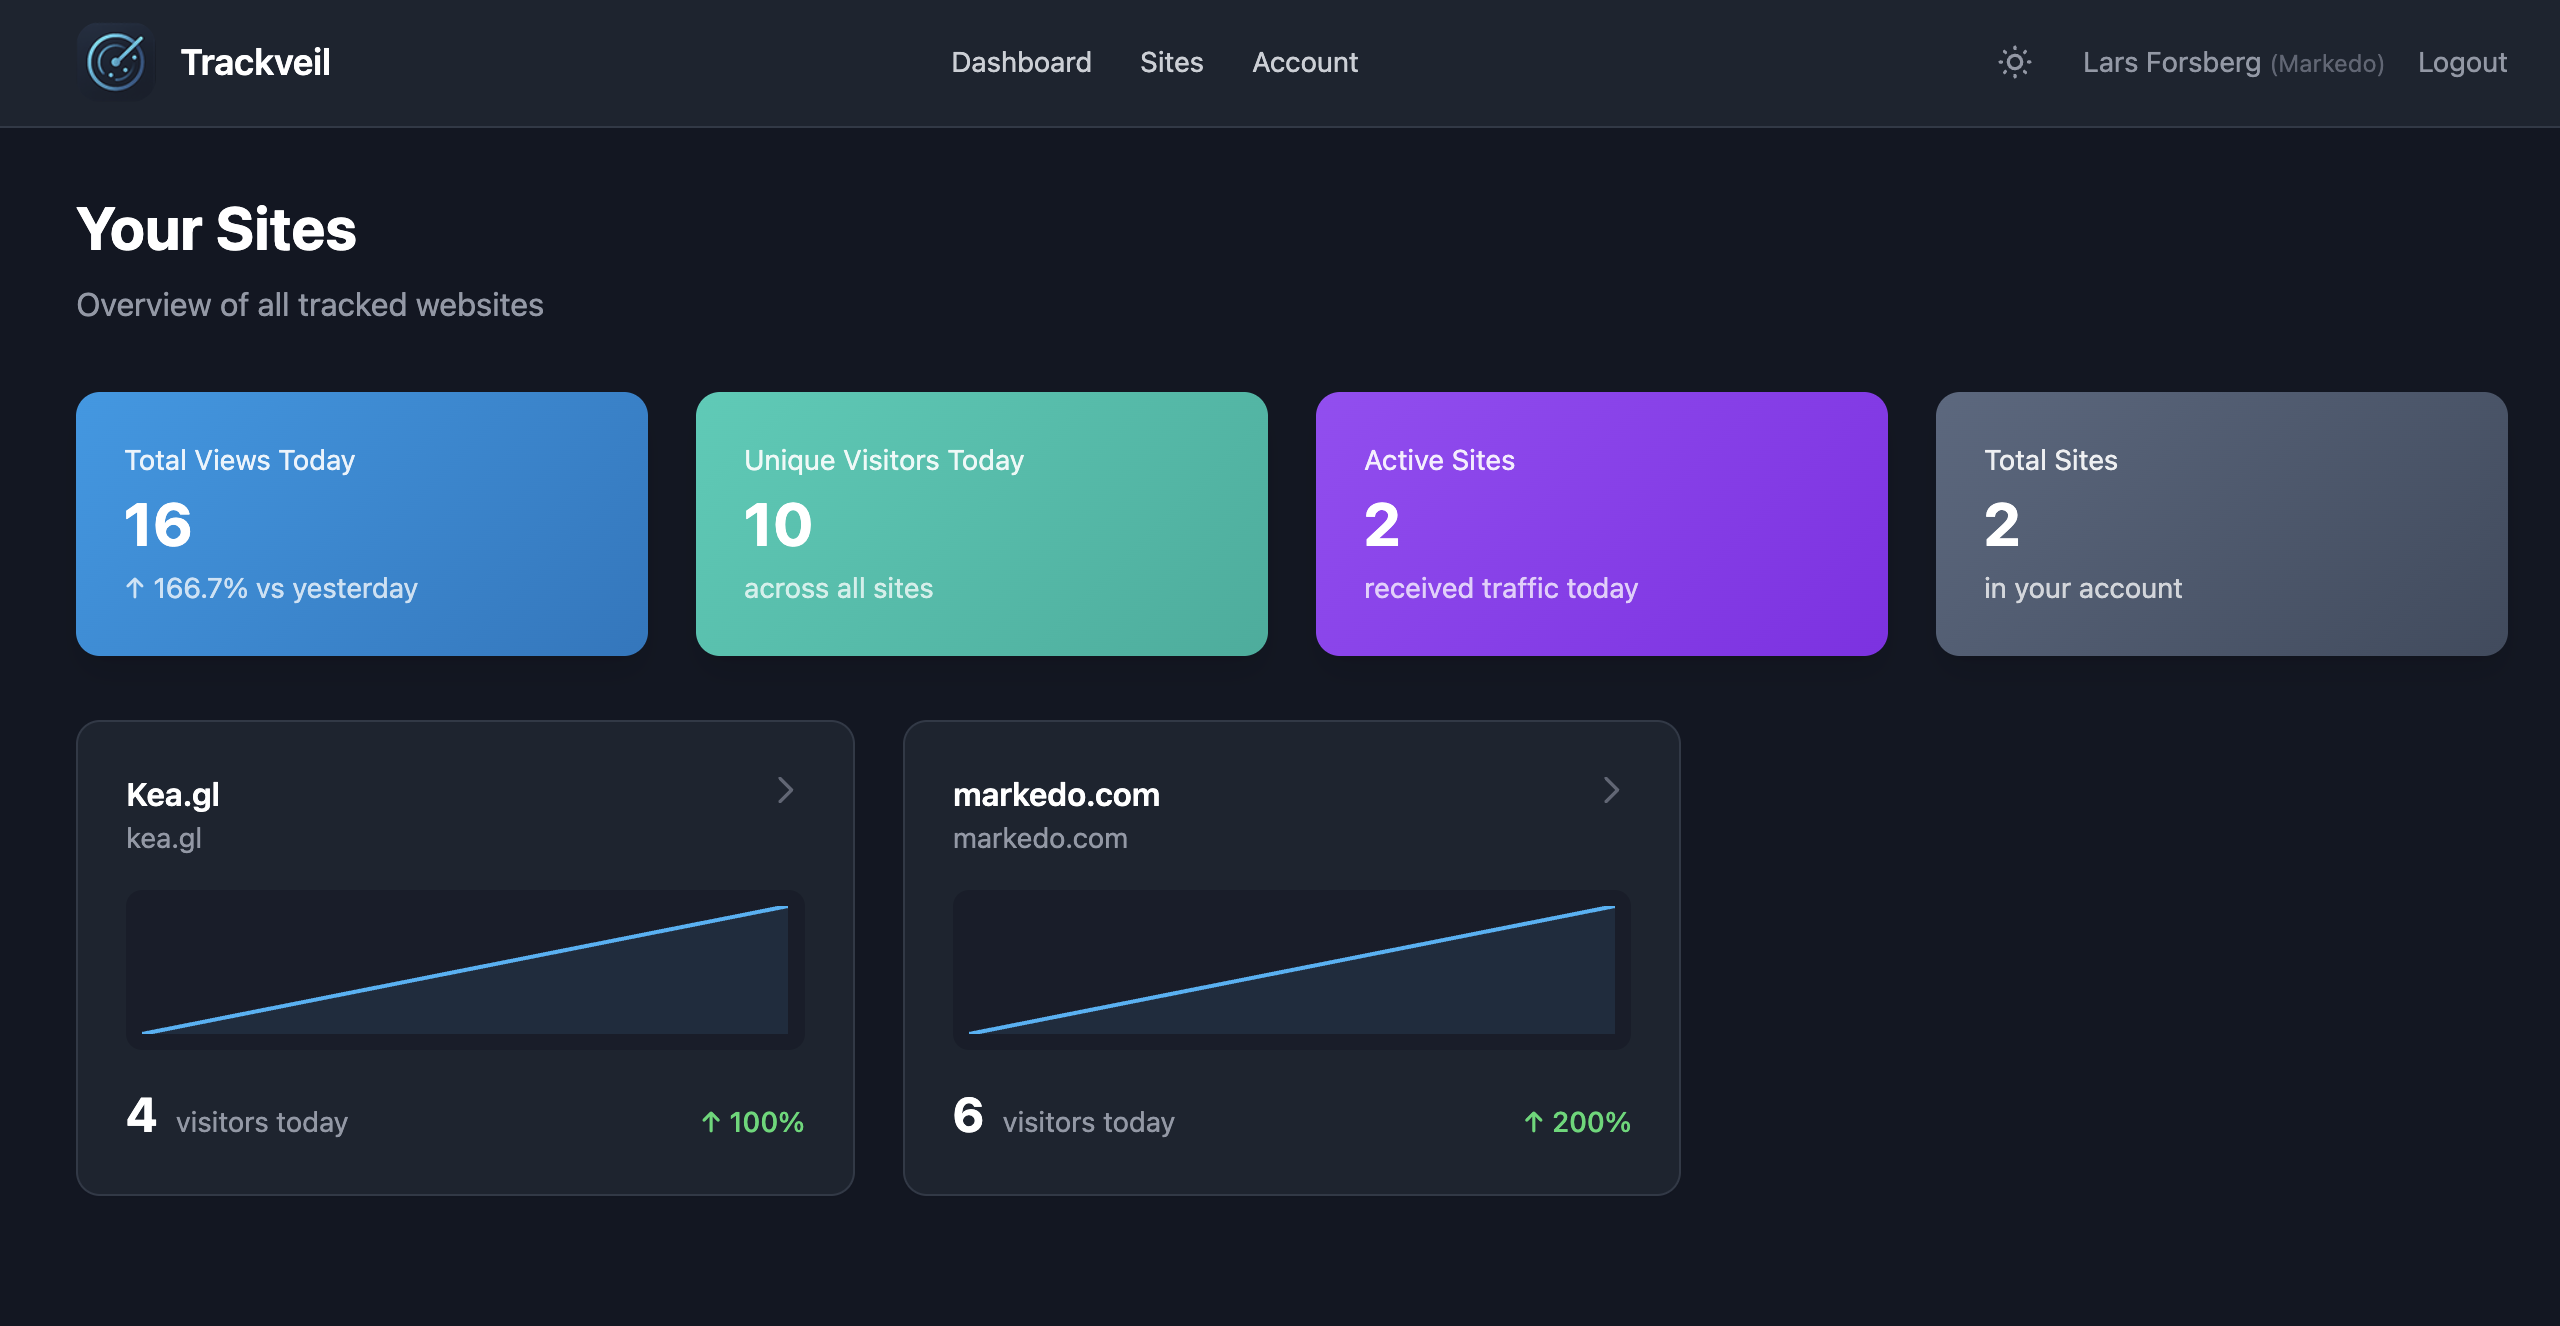 Trackveil
Dashboard Sites Account
Lars Forsberg (Markedo) Logout
Your Sites
Overview of all tracked websites
Total Views Today
16
↑ 166.7% vs yesterday
Unique Visitors Today
10
across all sites
Active Sites
2
received traffic today
Total Sites
2
in your account
Kea.gl
kea.gl
4 visitors today ↑ 100%
markedo.com
markedo.com
6 visitors today ↑ 200%